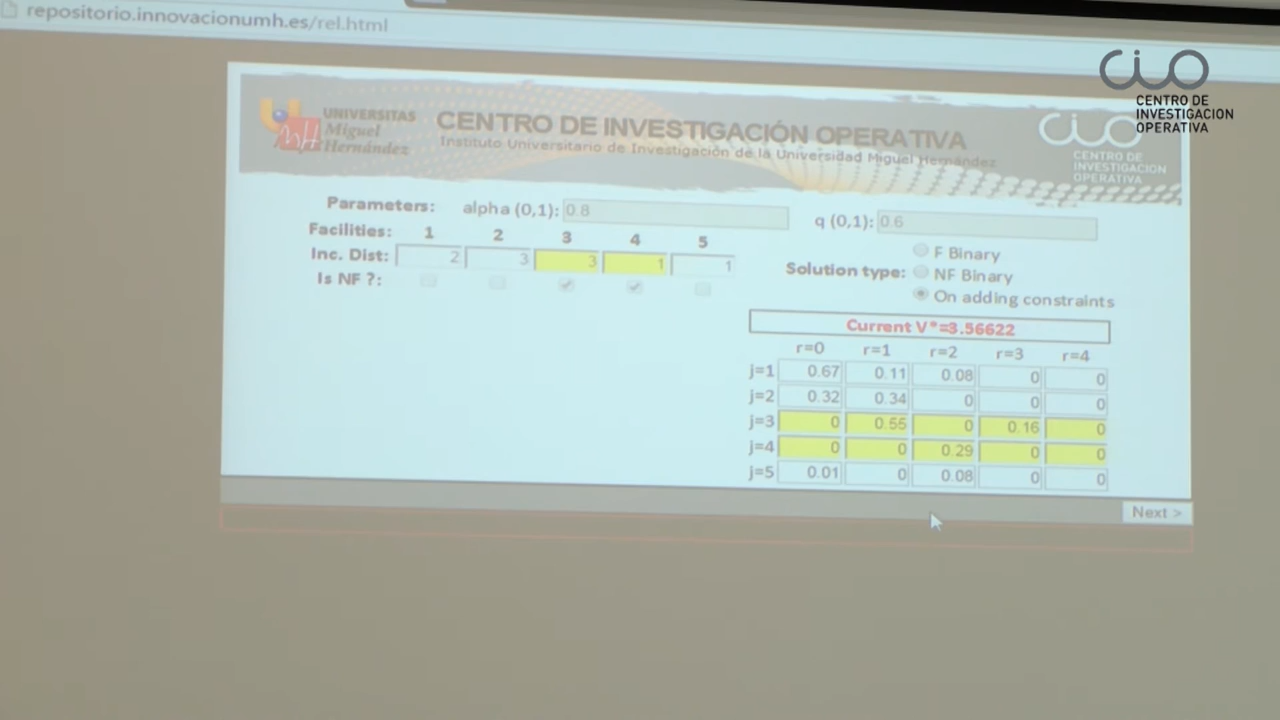 repositorio.innovacionumh.es/rel.html
CIO
CENTRO DE
INVESTIGACION
OPERATIVA
UNIVERSITAS
Miguel
Hernández
CENTRO DE INVESTIGACIÓN OPERATIVA
Instituto Universitario de Investigación de la Universidad Miguel Hernández
CIO
CENTRO DE
INVESTIGACION
OPERATIVA
Parameters: alpha (0,1): 0.8 q (0,1): 0.6
Facilities: 1 2 3 4 5
Inc. Dist: 2 3 3 1 1
Is NF ?:
Solution type:
F Binary
NF Binary
On adding constraints
Current V*=3.56622
r=0 r=1 r=2 r=3 r=4
j=1 0.67 0.11 0.08 0 0
j=2 0.32 0.34 0 0 0
j=3 0 0.55 0 0.16 0
j=4 0 0 0.29 0 0
j=5 0.01 0 0.08 0 0
Next >